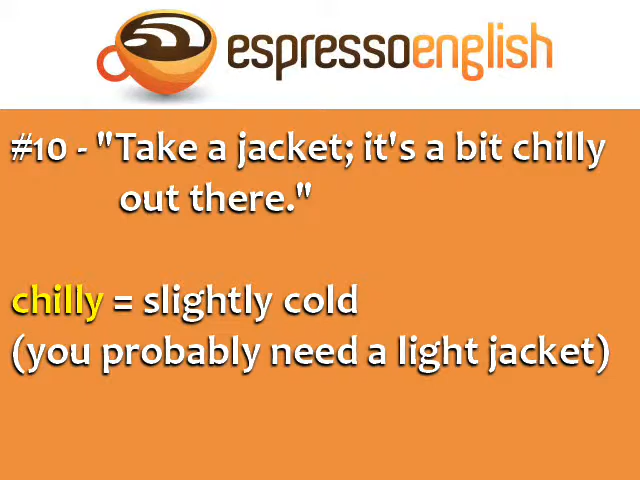 espressoenglish
#10 - "Take a jacket; it's a bit chilly
out there."
chilly = slightly cold
(you probably need a light jacket)